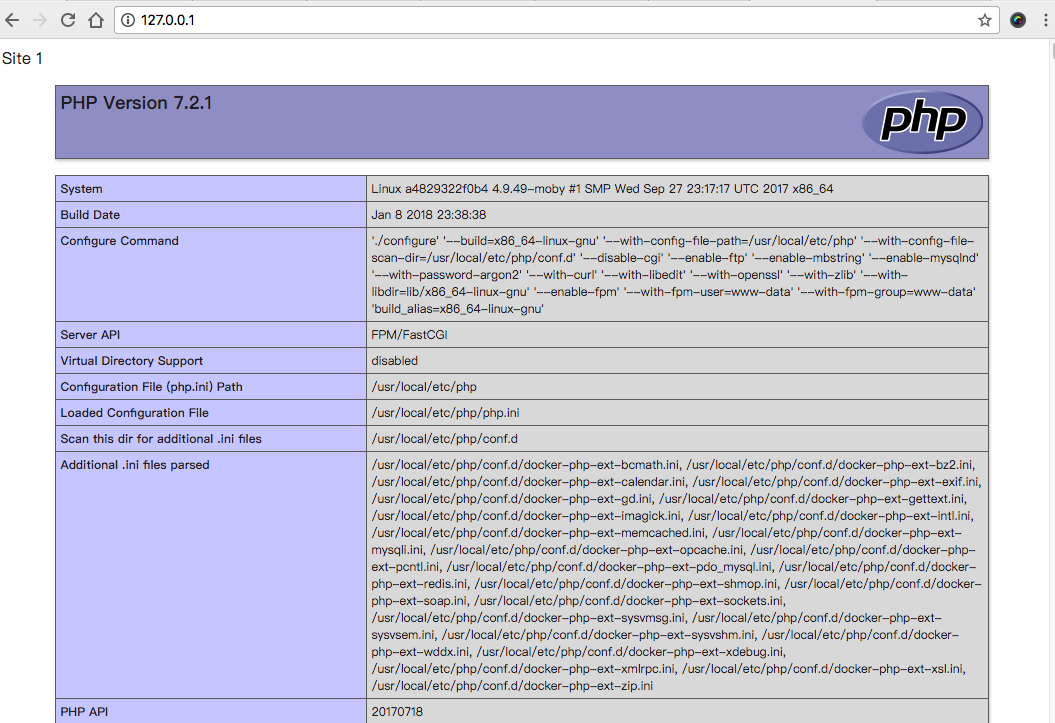 127.0.0.1
Site 1
PHP Version 7.2.1
php
System
Linux a4829322f0b4 4.9.49-moby #1 SMP Wed Sep 27 23:17:17 UTC 2017 x86_64
Build Date
Jan 8 2018 23:38:38
Configure Command
'./configure' '--build=x86_64-linux-gnu' '--with-config-file-path=/usr/local/etc/php' '--with-config-file-
scan-dir=/usr/local/etc/php/conf.d' '--disable-cgi' '--enable-ftp' '--enable-mbstring' '--enable-mysqlnd'
'--with-password-argon2' '--with-curl' '--with-libedit' '--with-openssl' '--with-zlib' '--with-
libdir=lib/x86_64-linux-gnu' '--enable-fpm' '--with-fpm-user=www-data' '--with-fpm-group=www-data'
'build_alias=x86_64-linux-gnu'
Server API
FPM/FastCGI
Virtual Directory Support
disabled
Configuration File (php.ini) Path
/usr/local/etc/php
Loaded Configuration File
/usr/local/etc/php/php.ini
Scan this dir for additional .ini files
/usr/local/etc/php/conf.d
Additional .ini files parsed
/usr/local/etc/php/conf.d/docker-php-ext-bcmath.ini, /usr/local/etc/php/conf.d/docker-php-ext-bz2.ini,
/usr/local/etc/php/conf.d/docker-php-ext-calendar.ini, /usr/local/etc/php/conf.d/docker-php-ext-exif.ini,
/usr/local/etc/php/conf.d/docker-php-ext-gd.ini, /usr/local/etc/php/conf.d/docker-php-ext-gettext.ini,
/usr/local/etc/php/conf.d/docker-php-ext-imagick.ini, /usr/local/etc/php/conf.d/docker-php-ext-intl.ini,
/usr/local/etc/php/conf.d/docker-php-ext-memcached.ini, /usr/local/etc/php/conf.d/docker-php-ext-
mysqli.ini, /usr/local/etc/php/conf.d/docker-php-ext-opcache.ini, /usr/local/etc/php/conf.d/docker-php-
ext-pcntl.ini, /usr/local/etc/php/conf.d/docker-php-ext-pdo_mysql.ini, /usr/local/etc/php/conf.d/docker-
php-ext-redis.ini, /usr/local/etc/php/conf.d/docker-php-ext-shmop.ini, /usr/local/etc/php/conf.d/docker-
php-ext-soap.ini, /usr/local/etc/php/conf.d/docker-php-ext-sockets.ini,
/usr/local/etc/php/conf.d/docker-php-ext-sysvmsg.ini, /usr/local/etc/php/conf.d/docker-php-ext-
sysvsem.ini, /usr/local/etc/php/conf.d/docker-php-ext-sysvshm.ini, /usr/local/etc/php/conf.d/docker-
php-ext-wddx.ini, /usr/local/etc/php/conf.d/docker-php-ext-xdebug.ini,
/usr/local/etc/php/conf.d/docker-php-ext-xmlrpc.ini, /usr/local/etc/php/conf.d/docker-php-ext-xsl.ini,
/usr/local/etc/php/conf.d/docker-php-ext-zip.ini
PHP API
20170718